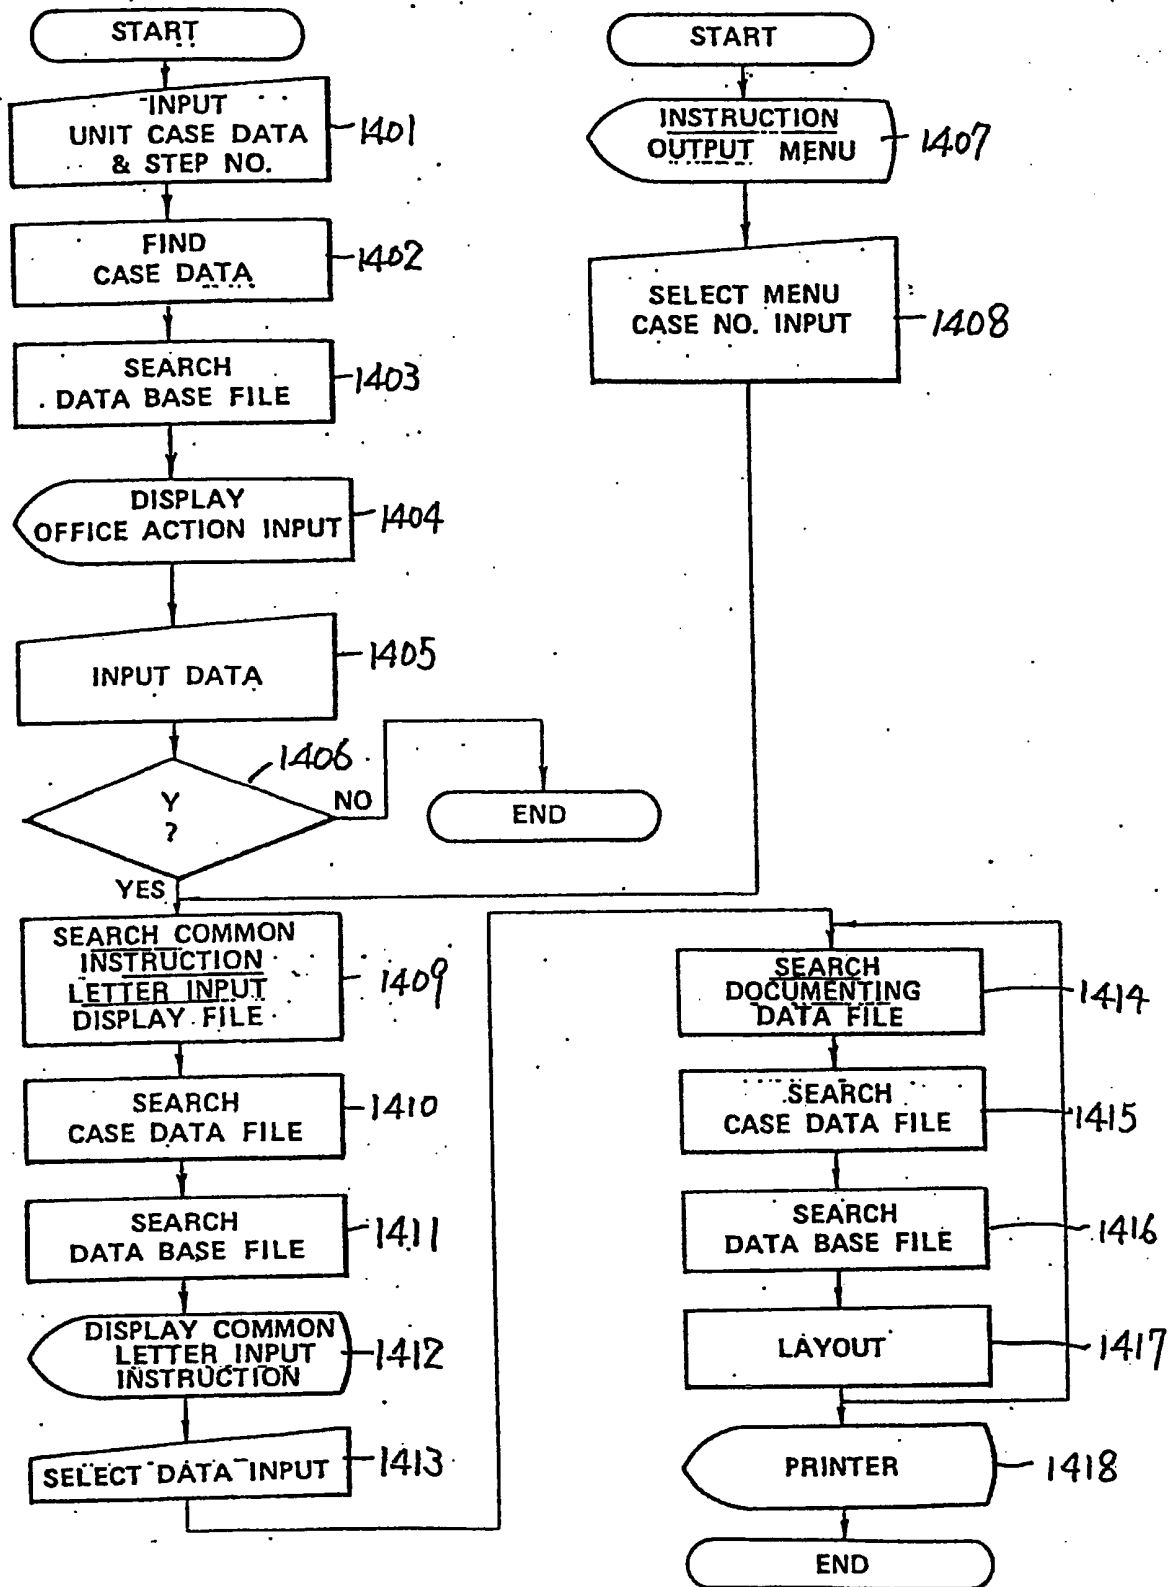 START
INPUT
UNIT CASE DATA
& STEP NO.
1401
FIND
CASE DATA
1402
SEARCH
DATA BASE FILE
1403
DISPLAY
OFFICE ACTION INPUT
1404
INPUT DATA
1405
Y
?
1406
NO
END
YES
START
INSTRUCTION
OUTPUT MENU
1407
SELECT MENU
CASE NO. INPUT
1408
SEARCH COMMON
INSTRUCTION
LETTER INPUT
DISPLAY FILE
1409
SEARCH
CASE DATA FILE
1410
SEARCH
DATA BASE FILE
1411
DISPLAY COMMON
LETTER INPUT
INSTRUCTION
1412
SELECT DATA INPUT
1413
SEARCH
DOCUMENTING
DATA FILE
1414
SEARCH
CASE DATA FILE
1415
SEARCH
DATA BASE FILE
1416
LAYOUT
1417
PRINTER
1418
END